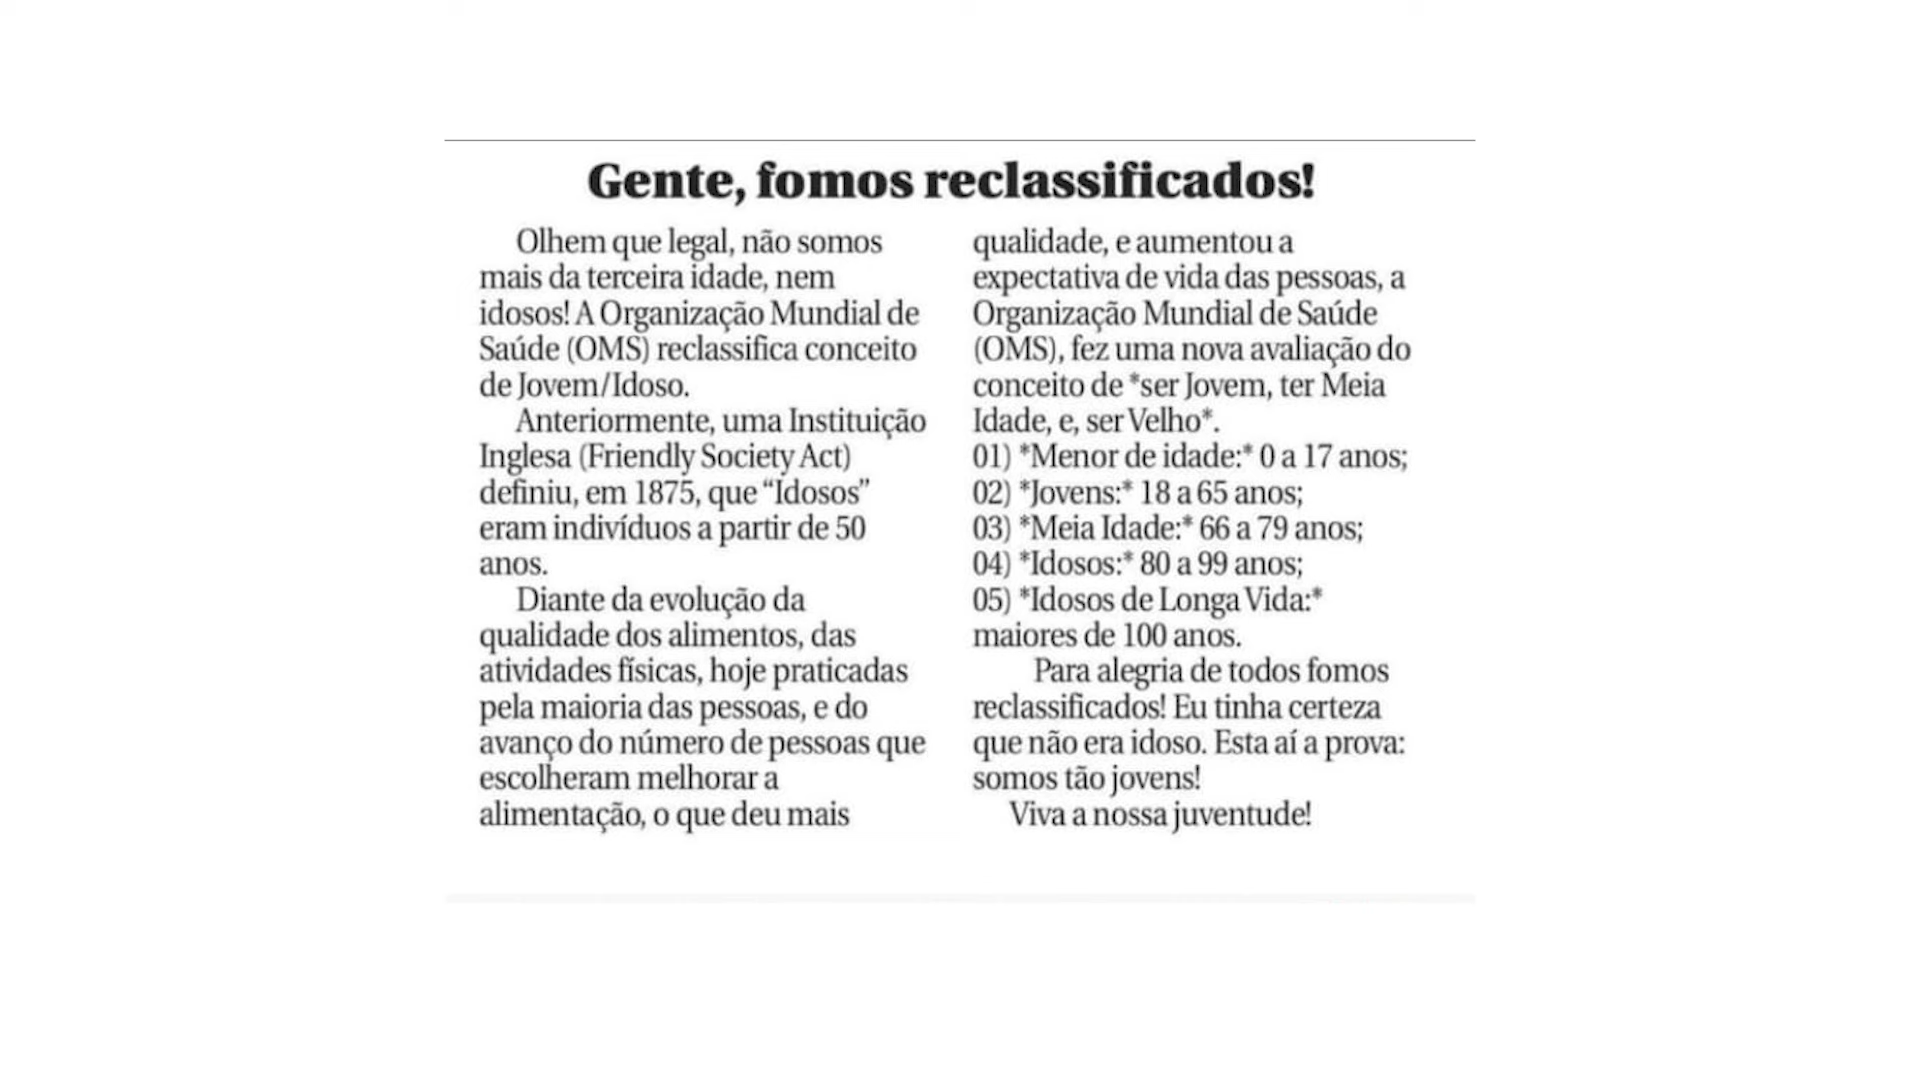 Gente, fomos reclassificados!
Olhem que legal, não somos
mais da terceira idade, nem
idosos! A Organização Mundial de
Saúde (OMS) reclassifica conceito
de Jovem/Idoso.
Anteriormente, uma Instituição
Inglesa (Friendly Society Act)
definiu, em 1875, que “Idosos”
eram indivíduos a partir de 50
anos.
Diante da evolução da
qualidade dos alimentos, das
atividades físicas, hoje praticadas
pela maioria das pessoas, e do
avanço do número de pessoas que
escolheram melhorar a
alimentação, o que deu mais
qualidade, e aumentou a
expectativa de vida das pessoas, a
Organização Mundial de Saúde
(OMS), fez uma nova avaliação do
conceito de *ser Jovem, ter Meia
Idade, e, ser Velho*.
01) *Menor de idade:* 0 a 17 anos;
02) *Jovens:* 18 a 65 anos;
03) *Meia Idade:* 66 a 79 anos;
04) *Idosos:* 80 a 99 anos;
05) *Idosos de Longa Vida:*
maiores de 100 anos.
Para alegria de todos fomos
reclassificados! Eu tinha certeza
que não era idoso. Esta aí a prova:
somos tão jovens!
Viva a nossa juventude!